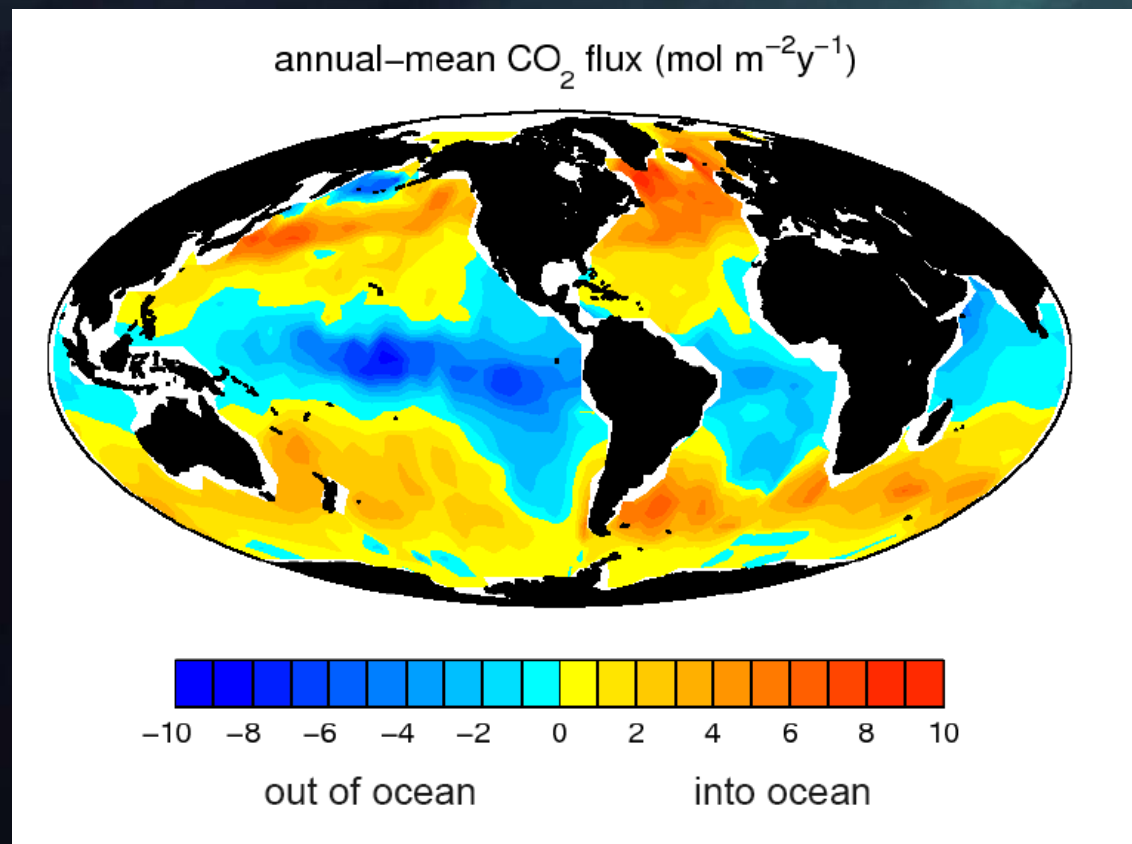 annual−mean CO₂ flux (mol m⁻²y⁻¹)
−10 −8 −6 −4 −2 0 2 4 6 8 10
out of ocean into ocean